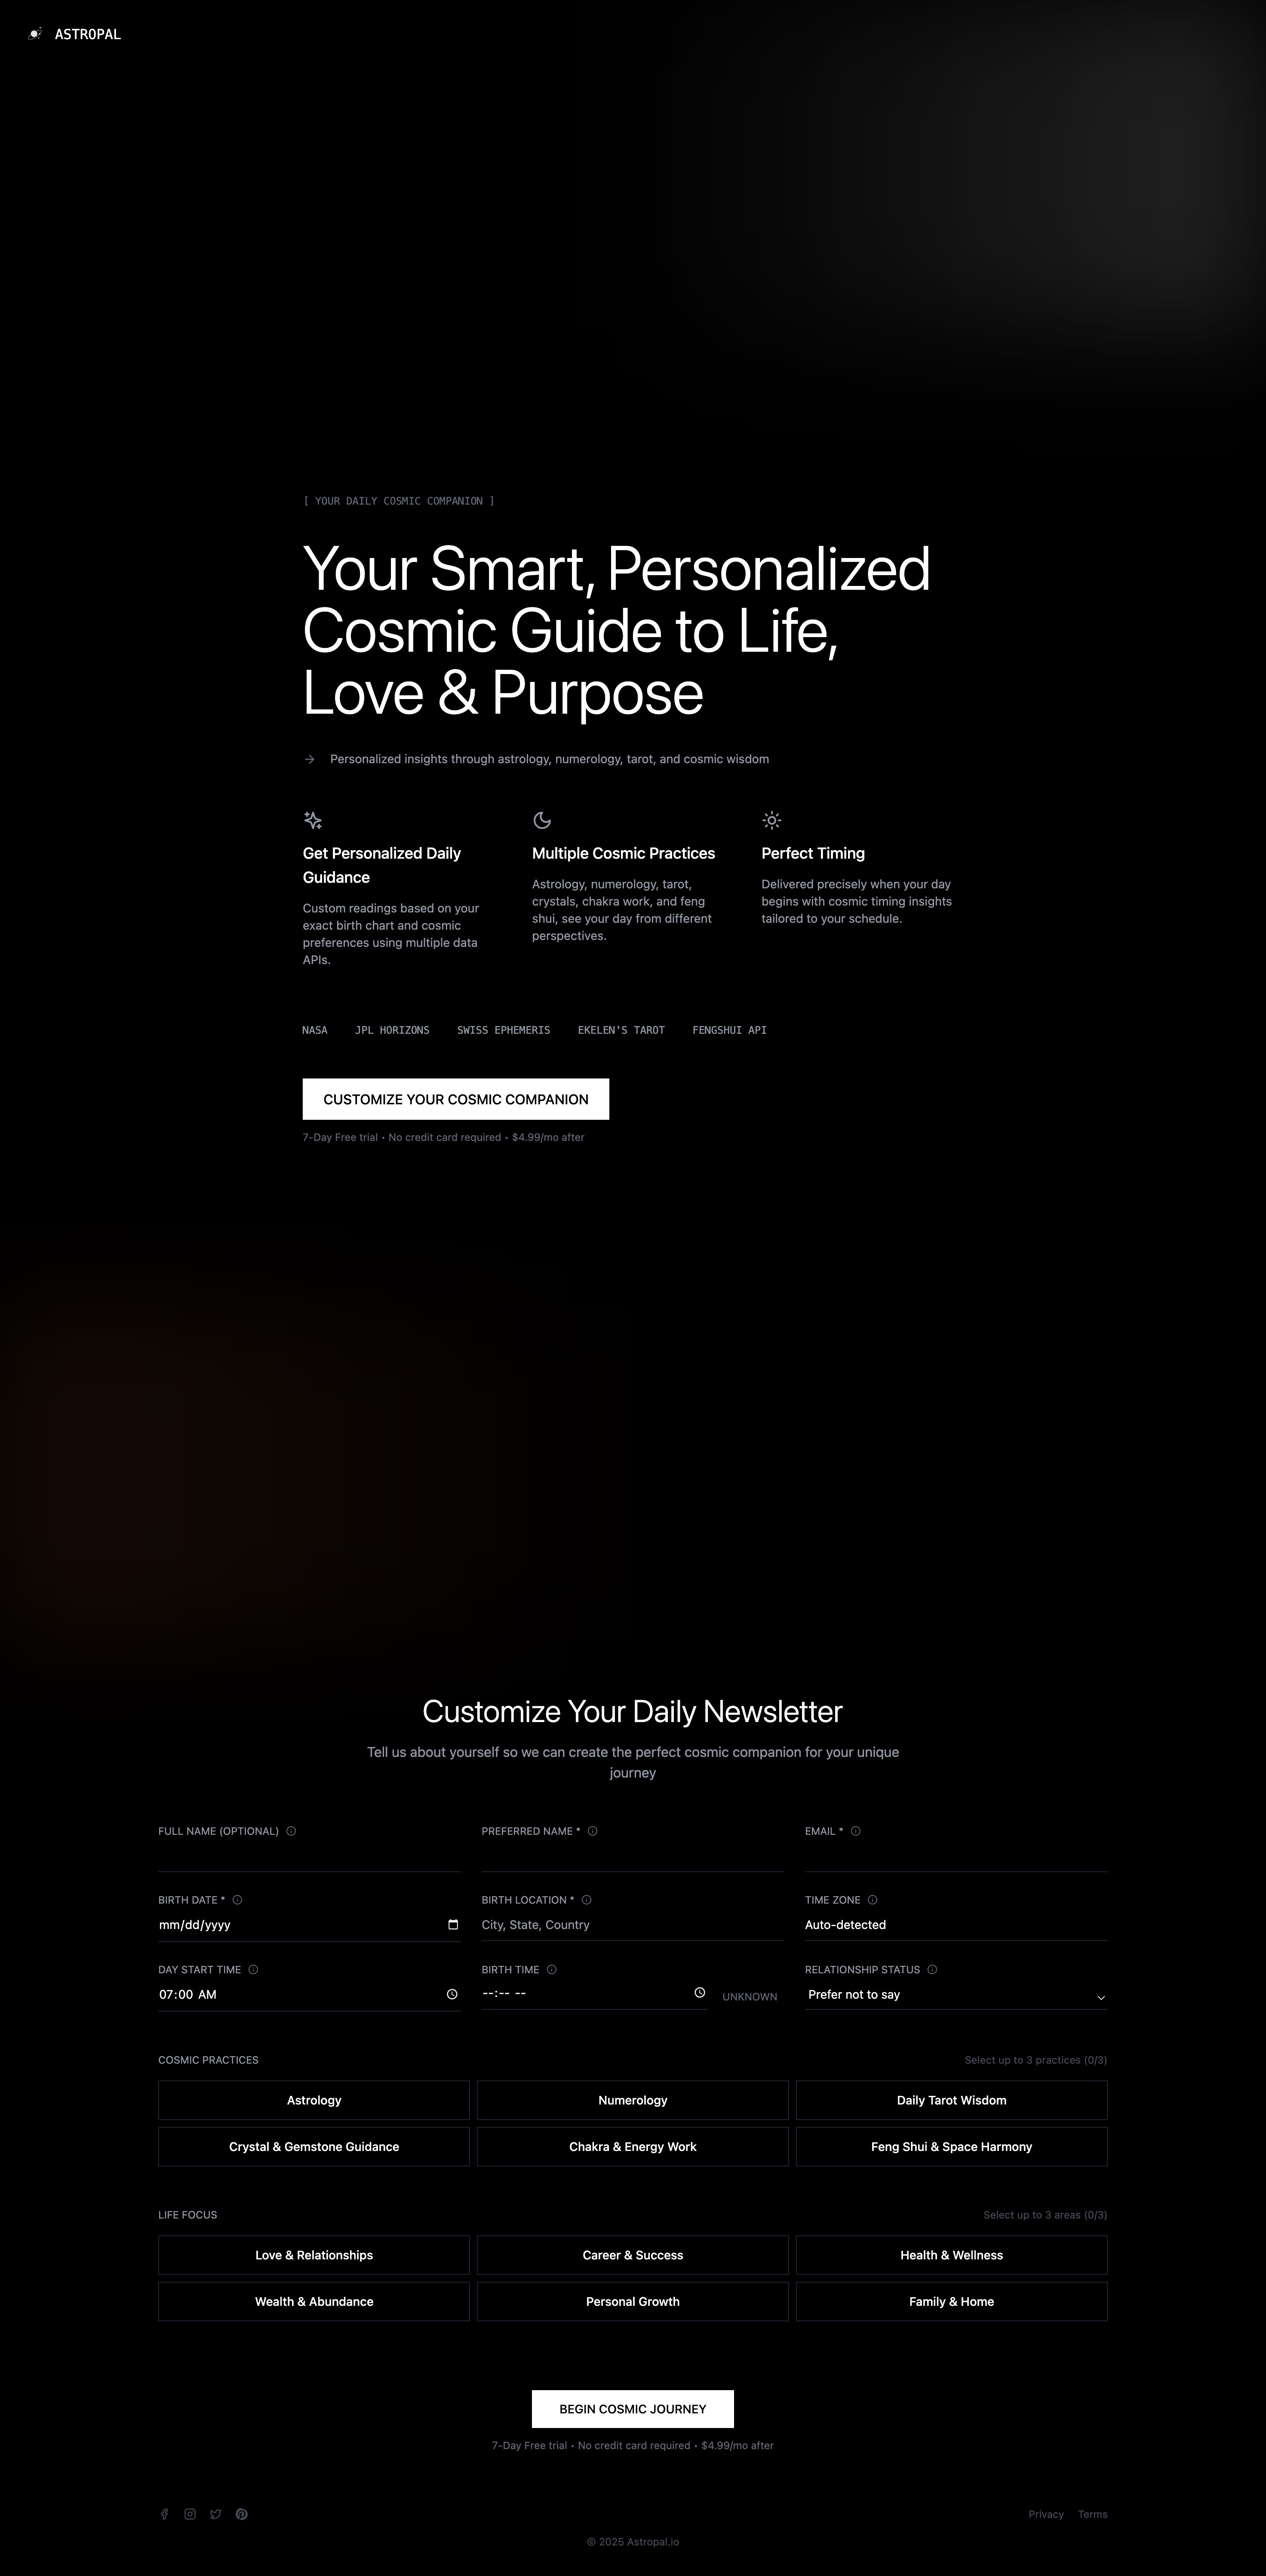 ASTROPAL
[ YOUR DAILY COSMIC COMPANION ]
Your Smart, Personalized
Cosmic Guide to Life,
Love & Purpose
Personalized insights through astrology, numerology, tarot, and cosmic wisdom
Get Personalized Daily
Guidance
Custom readings based on your
exact birth chart and cosmic
preferences using multiple data
APIs.
Multiple Cosmic Practices
Astrology, numerology, tarot,
crystals, chakra work, and feng
shui, see your day from different
perspectives.
Perfect Timing
Delivered precisely when your day
begins with cosmic timing insights
tailored to your schedule.
NASA JPL HORIZONS SWISS EPHEMERIS EKELEN'S TAROT FENGSHUI API
CUSTOMIZE YOUR COSMIC COMPANION
7-Day Free trial • No credit card required • $4.99/mo after
Customize Your Daily Newsletter
Tell us about yourself so we can create the perfect cosmic companion for your unique
journey
FULL NAME (OPTIONAL)
PREFERRED NAME *
EMAIL *
BIRTH DATE *
mm/dd/yyyy
BIRTH LOCATION *
City, State, Country
TIME ZONE
Auto-detected
DAY START TIME
07:00 AM
BIRTH TIME
--:-- --
UNKNOWN
RELATIONSHIP STATUS
Prefer not to say
COSMIC PRACTICES
Select up to 3 practices (0/3)
Astrology
Numerology
Daily Tarot Wisdom
Crystal & Gemstone Guidance
Chakra & Energy Work
Feng Shui & Space Harmony
LIFE FOCUS
Select up to 3 areas (0/3)
Love & Relationships
Career & Success
Health & Wellness
Wealth & Abundance
Personal Growth
Family & Home
BEGIN COSMIC JOURNEY
7-Day Free trial • No credit card required • $4.99/mo after
Privacy Terms
© 2025 Astropal.io